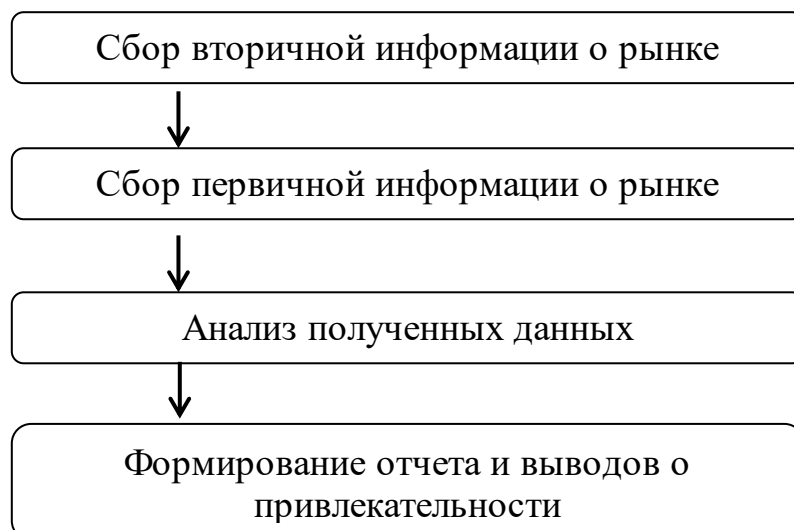 Сбор вторичной информации о рынке
Сбор первичной информации о рынке
Анализ полученных данных
Формирование отчета и выводов о
привлекательности